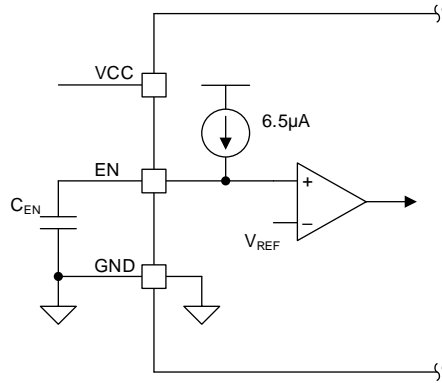 VCC
6.5µA
EN
C_EN
+
−
V_REF
GND